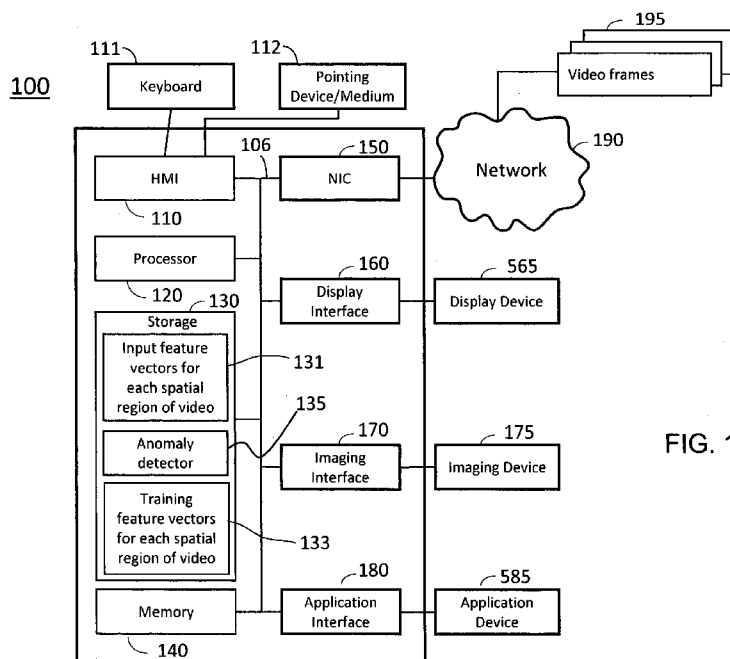 195
111
112
100
Keyboard
Pointing
Device/Medium
Video frames
106
150
190
HMI
NIC
Network
110
Processor
120
160
565
130
Display
Interface
Display Device
Storage
Input feature
vectors for
each spatial
region of video
131
135
Anomaly
detector
170
175
Imaging
Interface
Imaging Device
FIG. 1
Training
feature vectors
for each spatial
region of video
133
180
585
Memory
Application
Interface
Application
Device
140